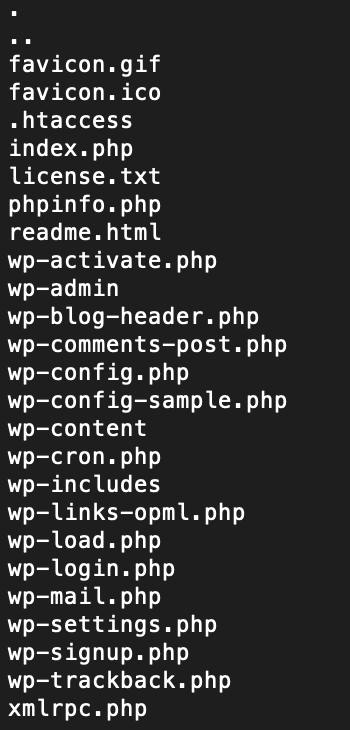 .
..
favicon.gif
favicon.ico
.htaccess
index.php
license.txt
phpinfo.php
readme.html
wp-activate.php
wp-admin
wp-blog-header.php
wp-comments-post.php
wp-config.php
wp-config-sample.php
wp-content
wp-cron.php
wp-includes
wp-links-opml.php
wp-load.php
wp-login.php
wp-mail.php
wp-settings.php
wp-signup.php
wp-trackback.php
xmlrpc.php